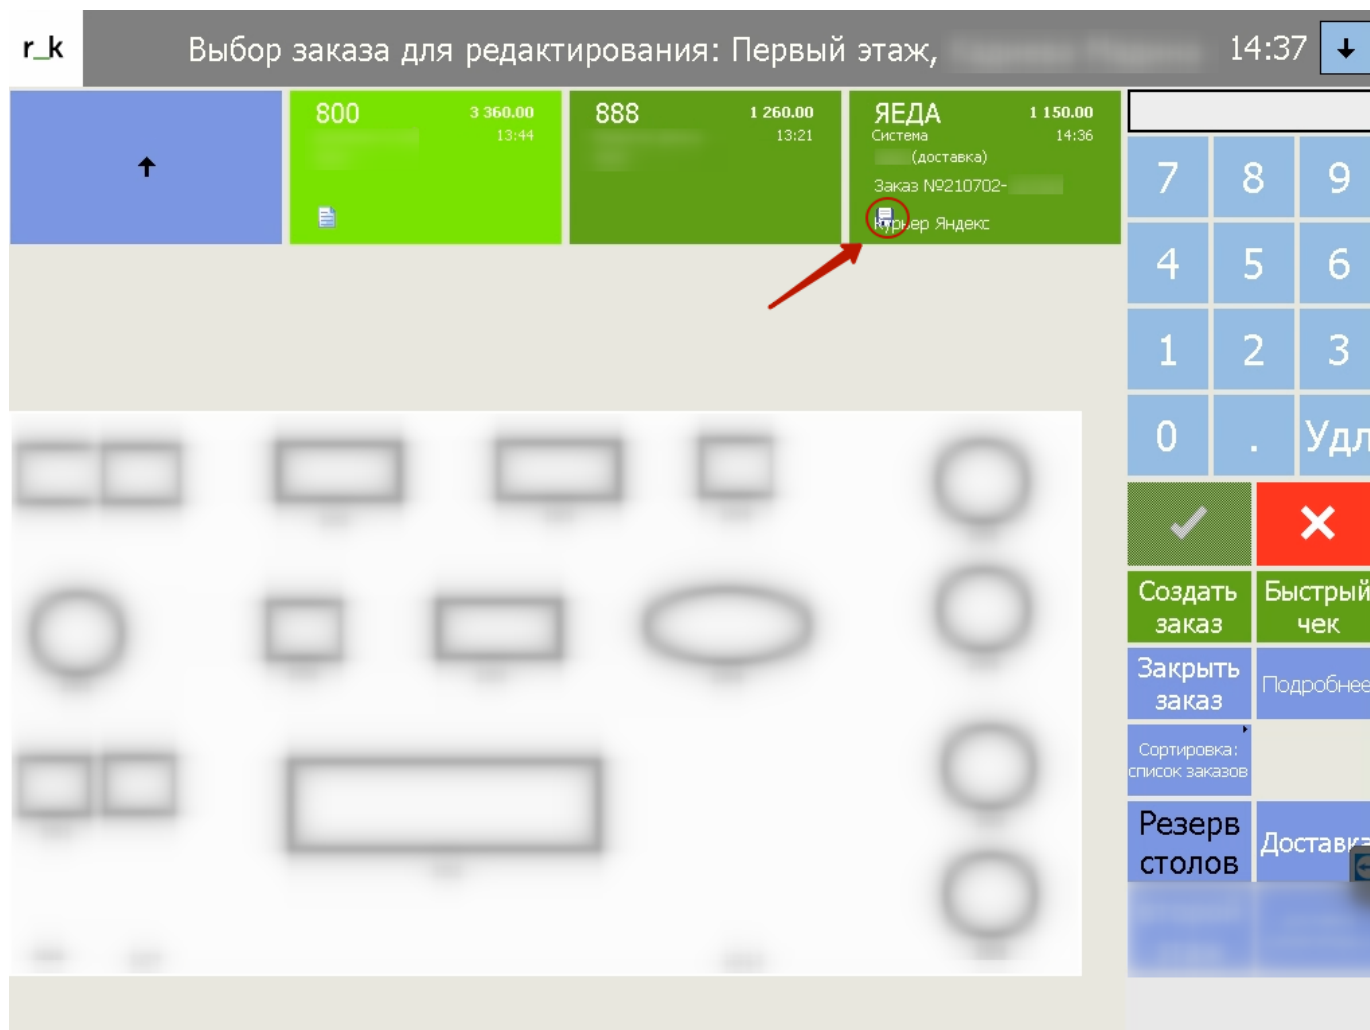 r_k
Выбор заказа для редактирования: Первый этаж,
14:37
800
3 360.00
13:44
888
1 260.00
13:21
ЯЕДА
1 150.00
Система
14:36
(доставка)
Заказ №210702-
Курьер Яндекс
7 8 9
4 5 6
1 2 3
0 . Удл
Создать
заказ
Быстрый
чек
Закрыть
заказ
Подробнее
Сортировка:
список заказов
Резерв
столов
Доставка